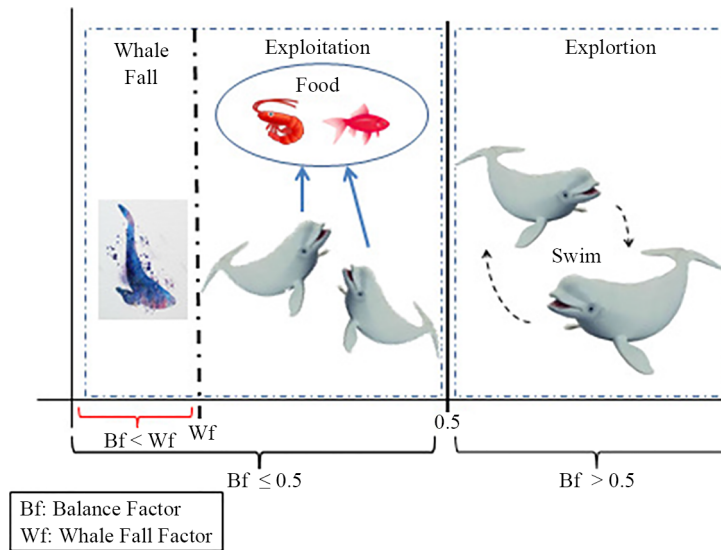 Whale
Fall
Exploitation
Food
Explortion
Swim
Bf < Wf
Wf
0.5
Bf ≤ 0.5
Bf > 0.5
Bf: Balance Factor
Wf: Whale Fall Factor